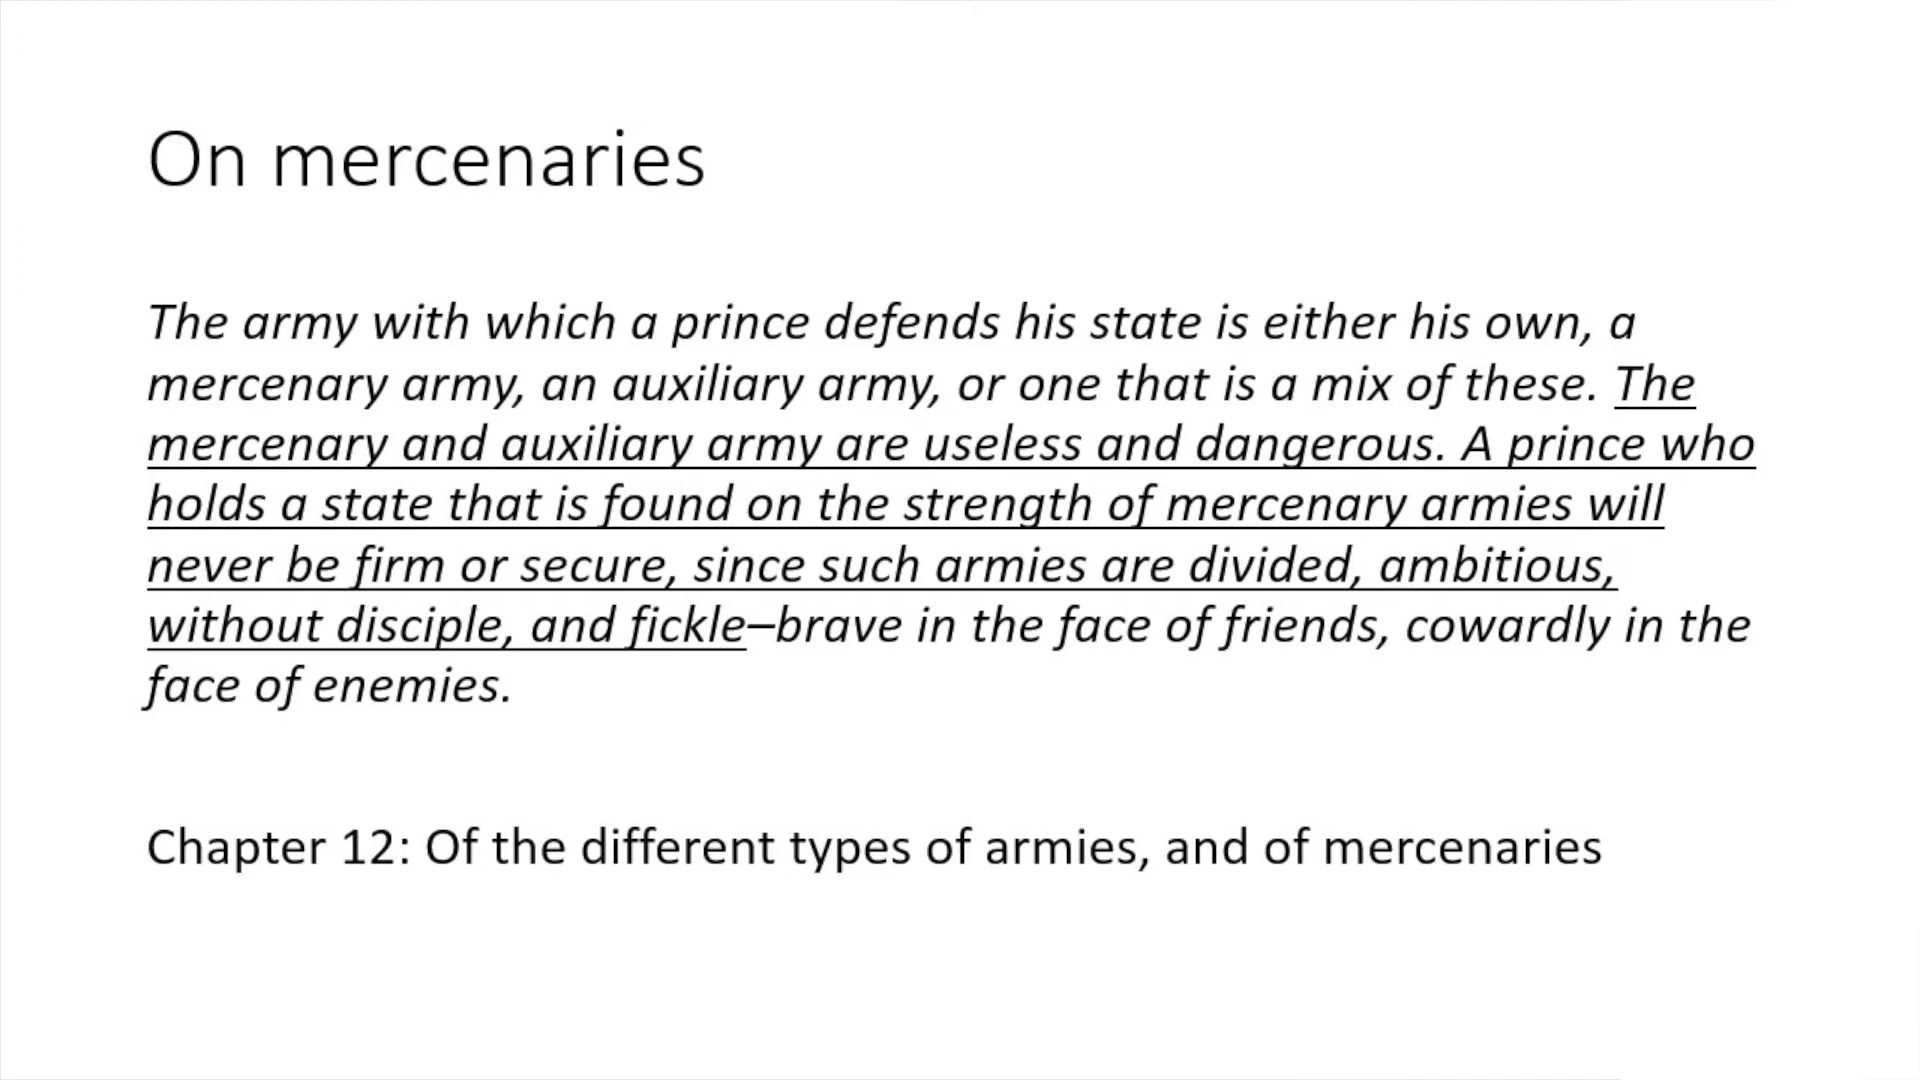 On mercenaries
The army with which a prince defends his state is either his own, a
mercenary army, an auxiliary army, or one that is a mix of these. The
mercenary and auxiliary army are useless and dangerous. A prince who
holds a state that is found on the strength of mercenary armies will
never be firm or secure, since such armies are divided, ambitious,
without disciple, and fickle–brave in the face of friends, cowardly in the
face of enemies.
Chapter 12: Of the different types of armies, and of mercenaries